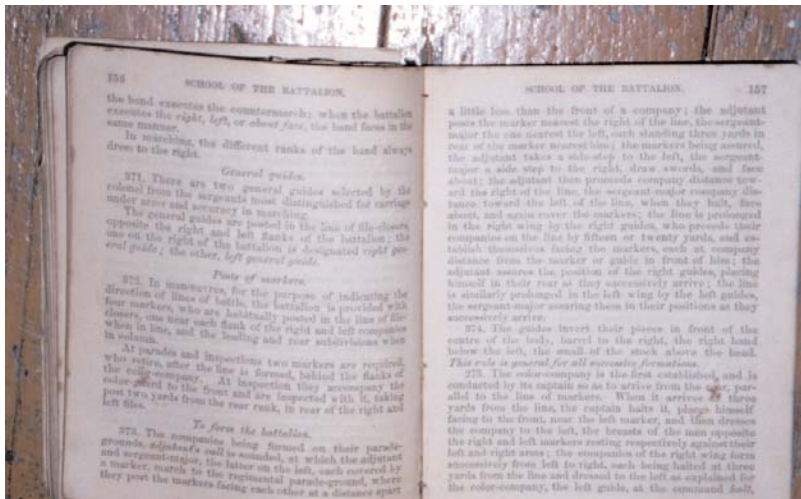 156 SCHOOL OF THE BATTALION.
the band executes the countermarch; when the battalion
executes the right, left, or about face, the band faces in the
same manner.
In marching, the different ranks of the band always
dress to the right.
General guides.
371. There are two general guides selected by the
colonel from the sergeants most distinguished for carriage
under arms and accuracy in marching.
The general guides are posted in the line of file-closers,
opposite the right and left flanks of the battalion; the
one on the right of the battalion is designated right gen-
eral guide; the other, left general guide.
Posts of markers.
372. In manœuvres, for the purpose of indicating the
direction of lines of battle, the battalion is provided with
four markers, who are habitually posted in the line of file-
closers, one near each flank of the right and left companies
when in line, and the leading and rear subdivisions when
in column.
At parades and inspections two markers are required,
who retire, after the line is formed, behind the flanks of
the color-company. At inspection they accompany the
color-guard to the front and are inspected with it, taking
post two yards from the rear rank, in rear of the right and
left files.
To form the battalion.
373. The companies being formed on their parade-
grounds, adjutant's call is sounded, at which the adjutant
and sergeant-major, the latter on the left, each covered by
a marker, march to the regimental parade-ground, where
they post the markers facing each other at a distance apart
SCHOOL OF THE BATTALION. 157
a little less than the front of a company; the adjutant
posts the marker nearest the right of the line, the sergeant-
major the one nearest the left, each standing three yards in
rear of the marker nearest him; the markers being assured,
the adjutant takes a side-step to the left, the sergeant-
major a side step to the right, draw swords, and face
about; the adjutant then proceeds company distance tow-
ard the right of the line, the sergeant-major company dis-
tance toward the left of the line, when they halt, face
about, and again cover the markers; the line is prolonged
in the right wing by the right guides, who precede their
companies on the line by fifteen or twenty yards, and es-
tablish themselves facing the markers, each at company
distance from the marker or guide in front of him; the
adjutant assures the position of the right guides, placing
himself in their rear as they successively arrive; the line
is similarly prolonged in the left wing by the left guides,
the sergeant-major assuring them in their positions as they
successively arrive.
374. The guides invert their pieces in front of the
centre of the body, barrel to the right, the right hand
below the left, the small of the stock above the head.
This rule is general for all successive formations.
375. The color-company is the first established, and is
conducted by its captain so as to arrive from the rear, par-
allel to the line of markers. When it arrives at three
yards from the line, the captain halts it, places himself
facing to the front, near the left marker, and then dresses
the company to the left, the breasts of the men opposite
the right and left markers resting respectively against their
left and right arms; the companies of the right wing form
successively from left to right, each being halted at three
yards from the line and dressed to the left as explained for
the color-company, the left guide, at the command halt,